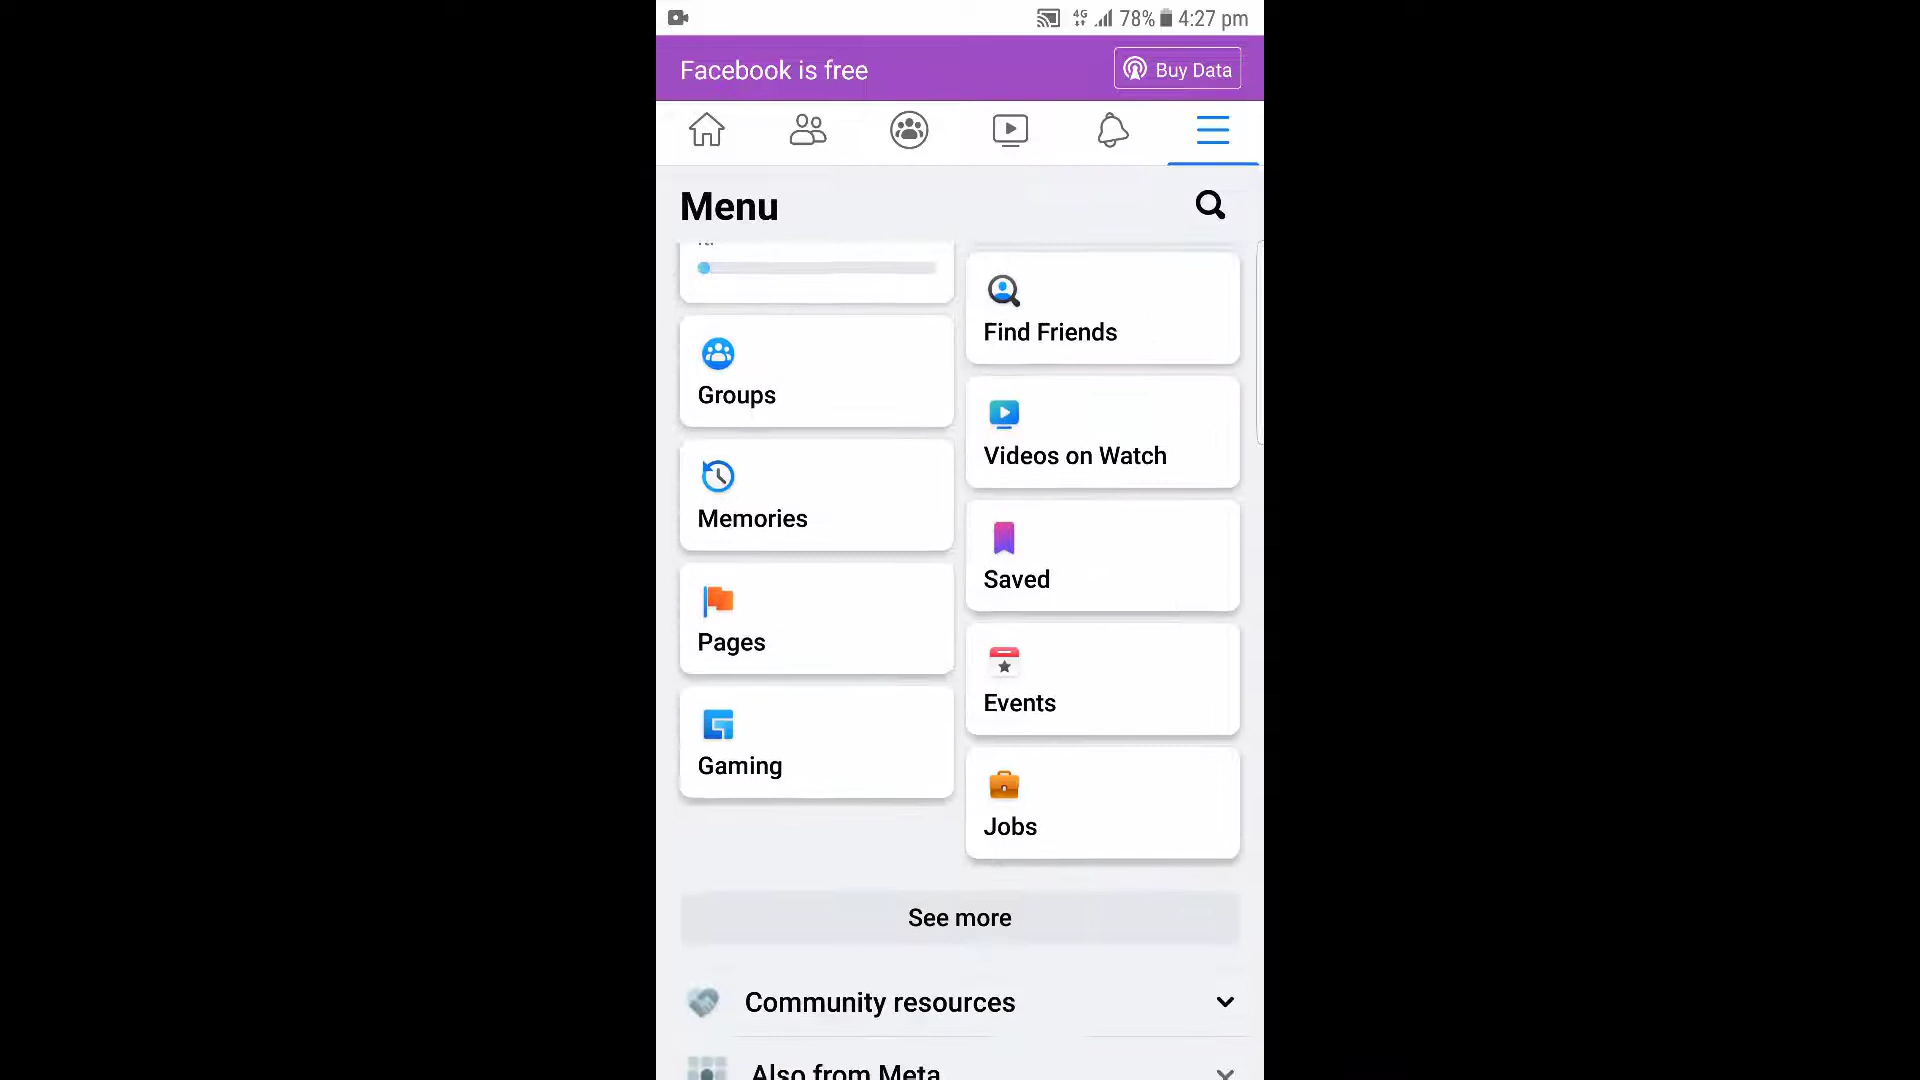 4G 78% 4:27 pm
Facebook is free
Buy Data
Menu
Find Friends
Groups
Videos on Watch
Memories
Saved
Pages
Events
Gaming
Jobs
See more
Community resources
Also from Meta